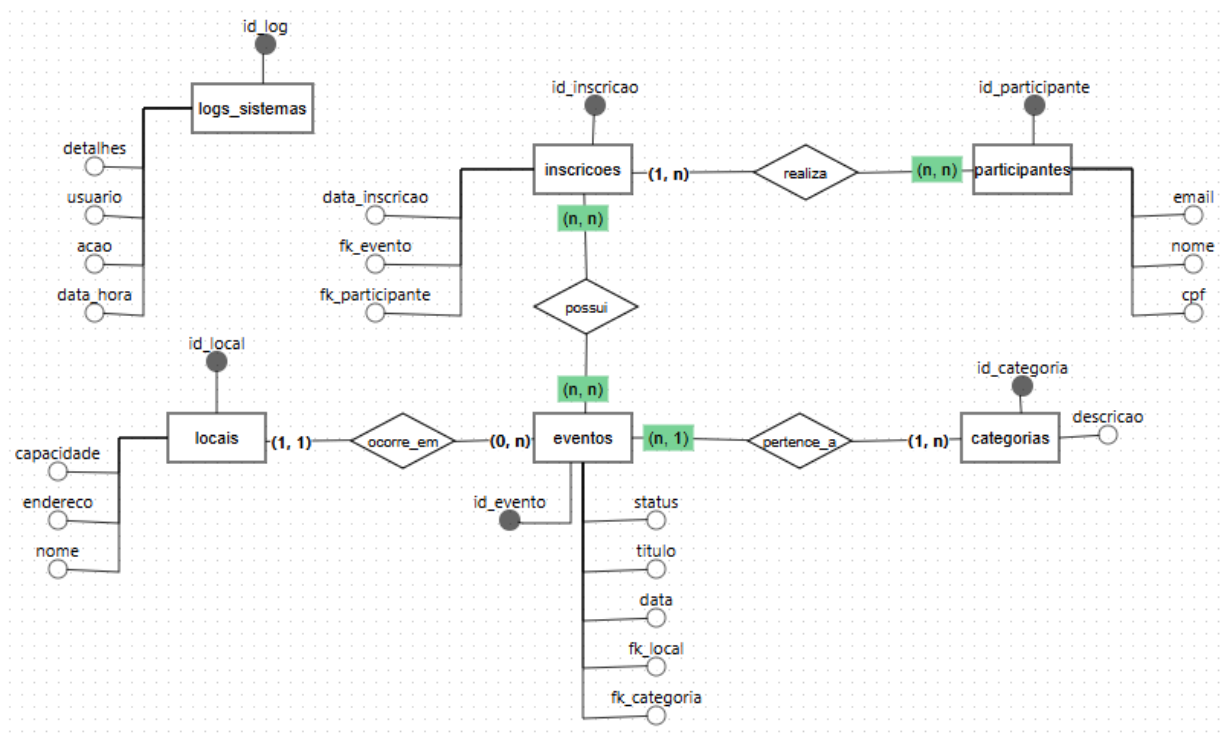 id_log
logs_sistemas
detalhes
usuario
acao
data_hora
id_inscricao
inscricoes
(1, n)
realiza
(n, n)
id_participante
participantes
data_inscricao
fk_evento
fk_participante
(n, n)
possui
(n, n)
email
nome
cpf
id_local
locais
(1, 1)
ocorre_em
(0, n)
eventos
(n, 1)
pertence_a
(1, n)
id_categoria
categorias
descricao
capacidade
endereco
nome
id_evento
status
titulo
data
fk_local
fk_categoria